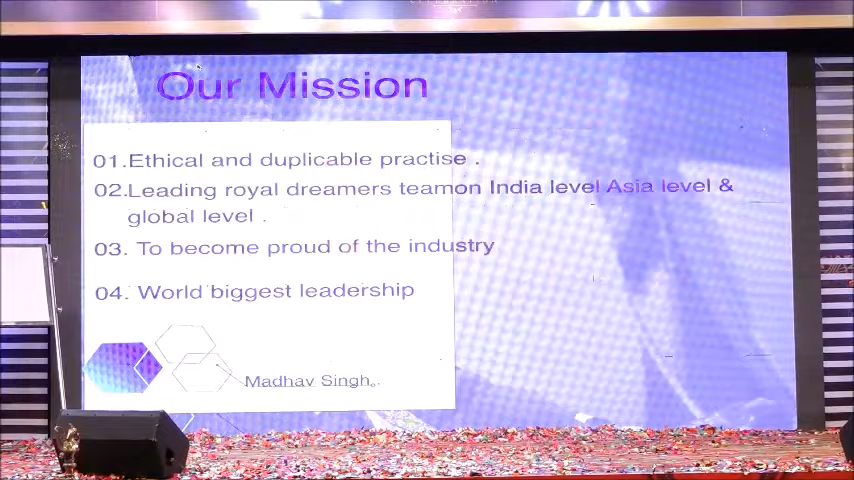 CELEBRATION
Our Mission
01.Ethical and duplicable practise .
02.Leading royal dreamers teamon India level Asia level &
global level .
03. To become proud of the industry
04. World biggest leadership
Madhav Singh..